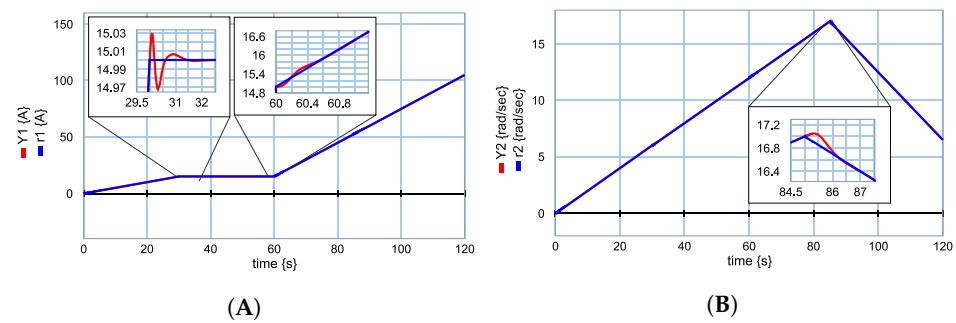 150
100
50
0
Y1 {A}
r1 {A}
15.03
15.01
14.99
14.97
29.5 31 32
16.6
16
15.4
14.8
60 60.4 60.8
0 20 40 60 80 100 120
time {s}
(A)
15
10
5
0
Y2 {rad/sec}
r2 {rad/sec}
17.2
16.8
16.4
84.5 86 87
0 20 40 60 80 100 120
time {s}
(B)